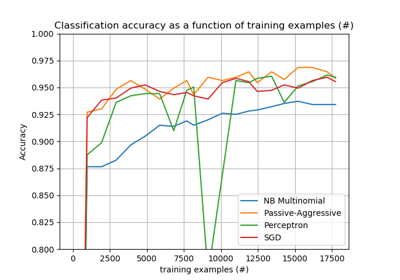 Classification accuracy as a function of training examples (#)
1.000
0.975
0.950
0.925
0.900
0.875
0.850
0.825
0.800
Accuracy
NB Multinomial
Passive-Aggressive
Perceptron
SGD
0 2500 5000 7500 10000 12500 15000 17500
training examples (#)